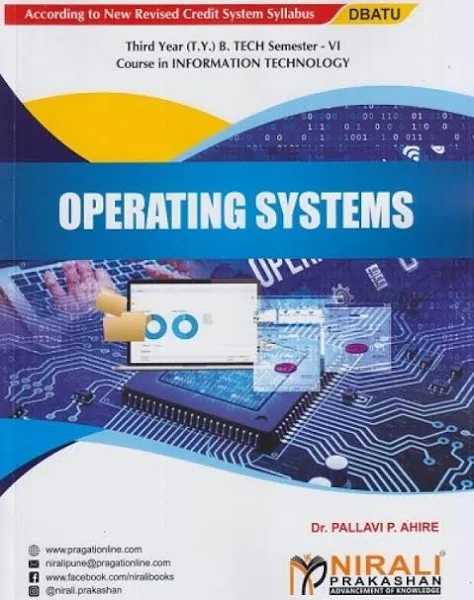 According to New Revised Credit System Syllabus
DBATU
Third Year (T.Y.) B. TECH Semester - VI
Course in INFORMATION TECHNOLOGY
OPERATING SYSTEMS
Dr. PALLAVI P. AHIRE
www.pragationline.com
niralipune@pragationline.com
www.facebook.com/niralibooks
@nirali.prakashan
NIRALI
PRAKASHAN
ADVANCEMENT OF KNOWLEDGE